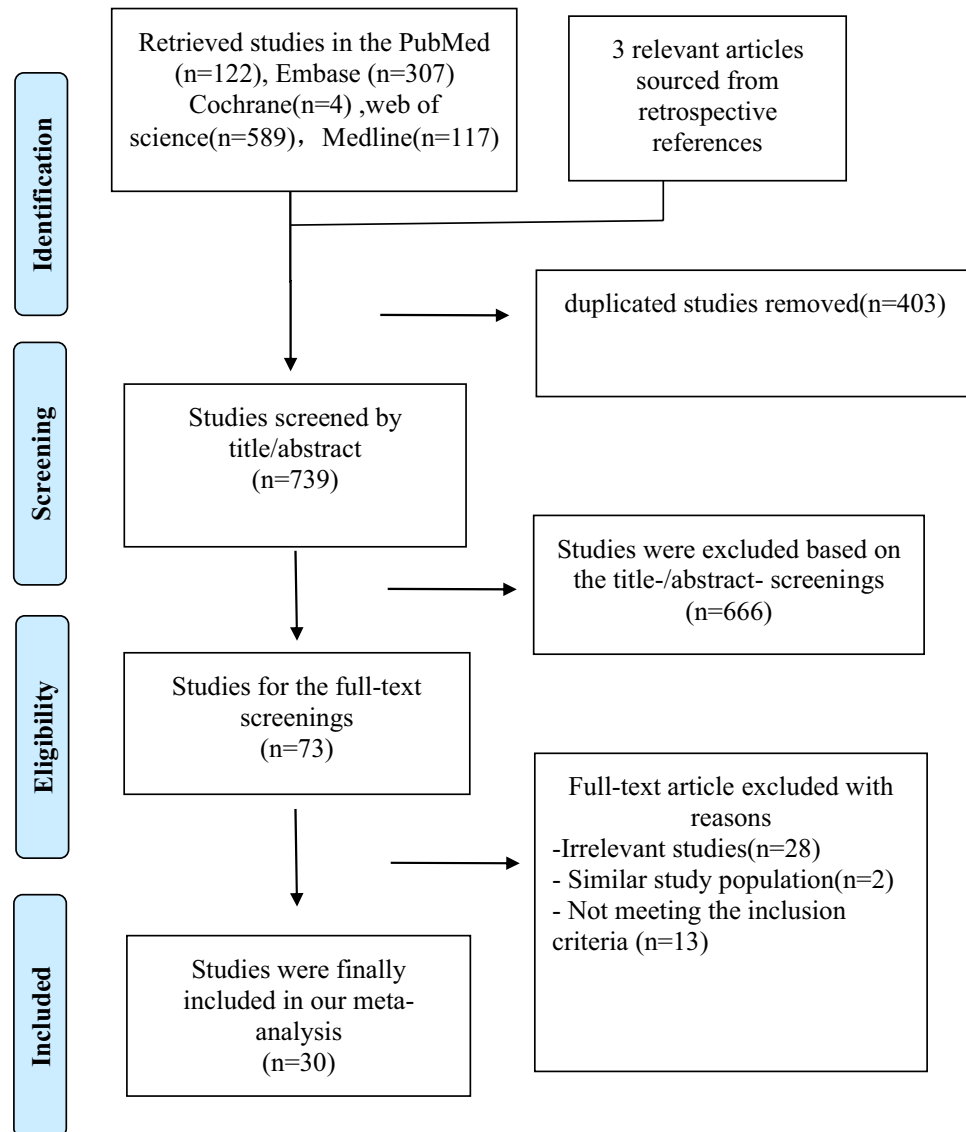 Retrieved studies in the PubMed
(n=122), Embase (n=307)
Cochrane(n=4) ,web of
science(n=589)，Medline(n=117)
3 relevant articles
sourced from
retrospective
references
Identification
duplicated studies removed(n=403)
Screening
Studies screened by
title/abstract
(n=739)
Studies were excluded based on
the title-/abstract- screenings
(n=666)
Eligibility
Studies for the full-text
screenings
(n=73)
Full-text article excluded with
reasons
-Irrelevant studies(n=28)
- Similar study population(n=2)
- Not meeting the inclusion
criteria (n=13)
Included
Studies were finally
included in our meta-
analysis
(n=30)